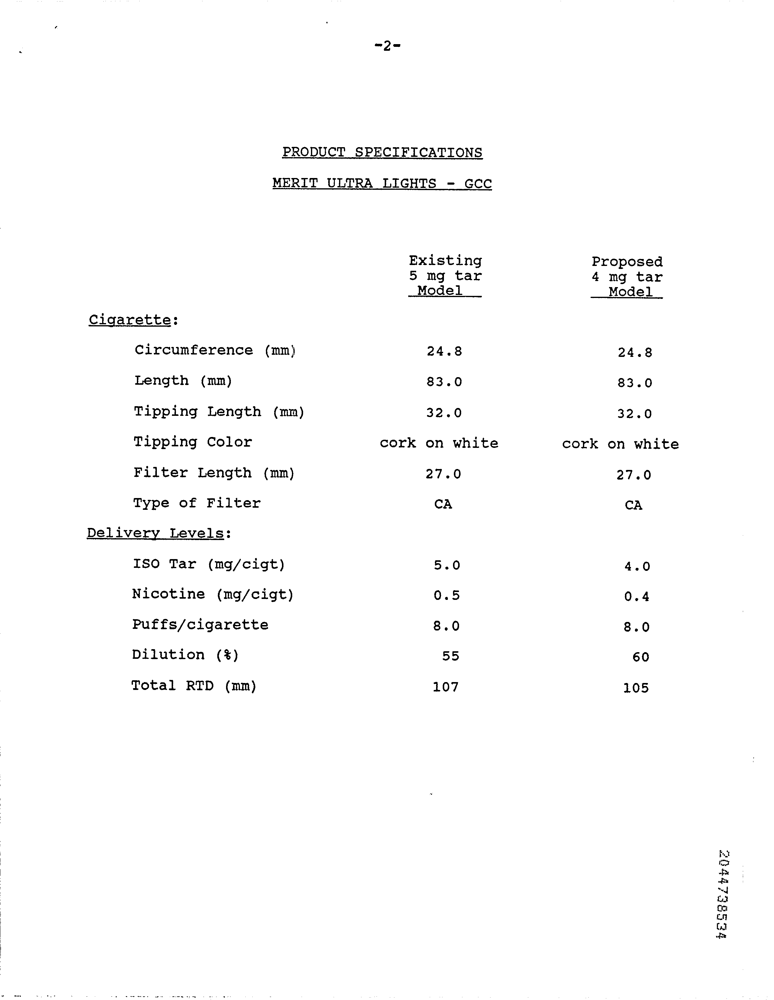 -2-
PRODUCT SPECIFICATIONS
MERIT ULTRA LIGHTS - GCC
Existing Proposed
5 mg tar 4 mg tar
Model Model
Cigarette:
Circumference (mm) 24.8 24.8
Length (mm) 83.0 83.0
Tipping Length (mm) 32.0 32.0
Tipping Color cork on white cork on white
Filter Length (mm) 27.0 27.0
Type of Filter CA CA
Delivery Levels:
ISO Tar (mg/cigt) 5.0 4.0
Nicotine (mg/cigt) 0.5 0.4
Puffs/cigarette 8.0 8.0
Dilution (%) 55 60
Total RTD (mm) 107 105
2044738534